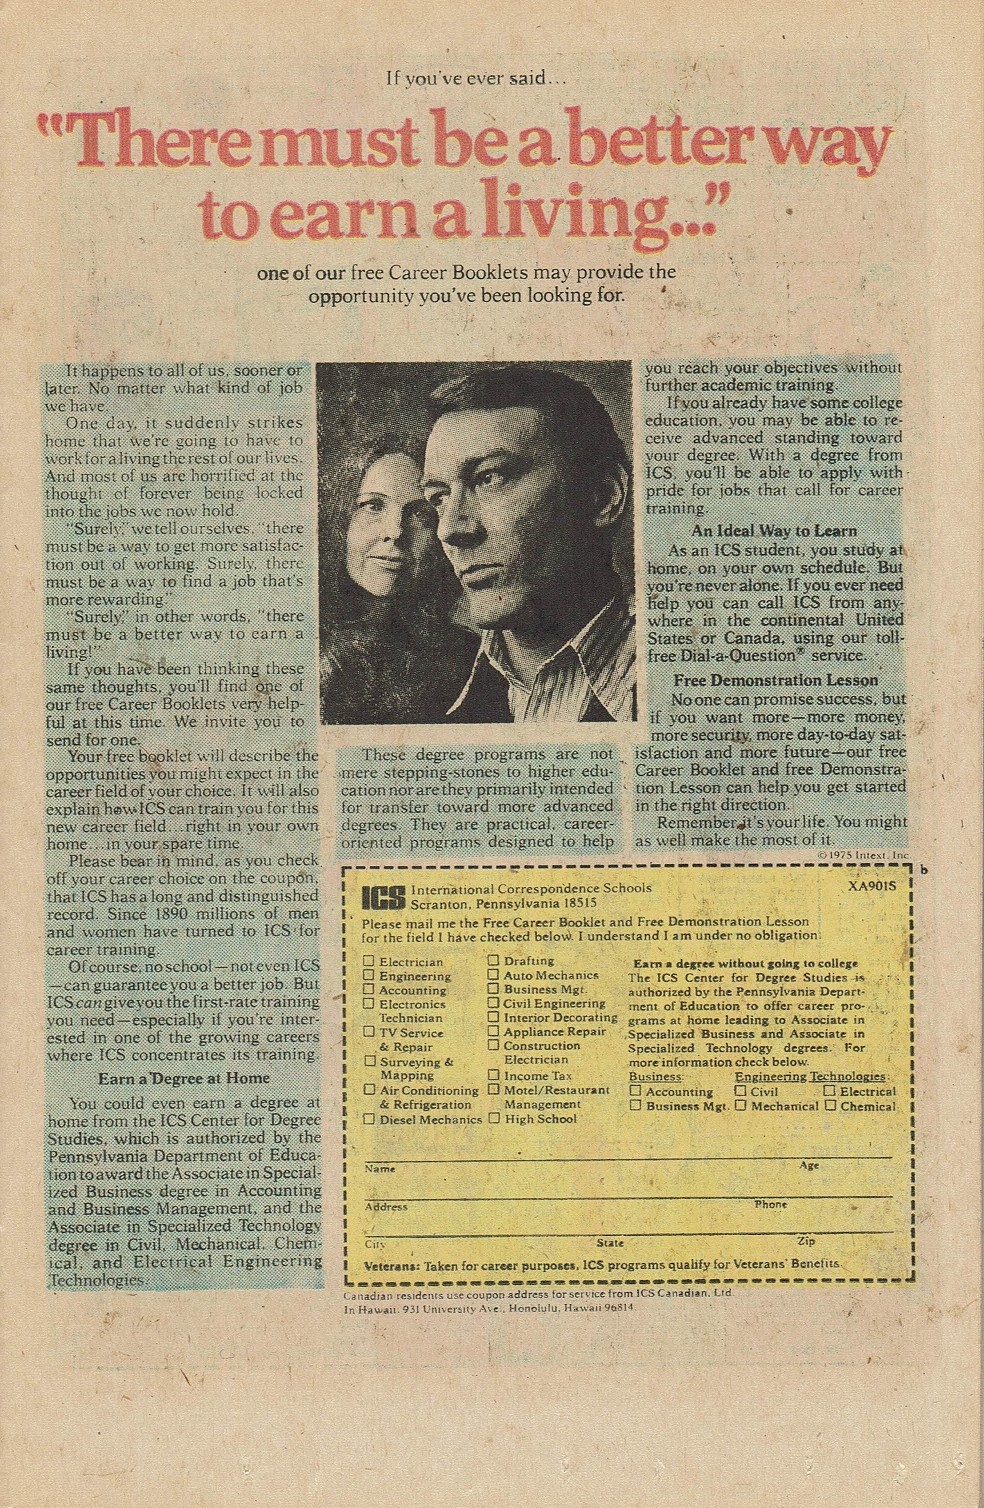 If you've ever said...
"There must be a better way
to earn a living..."
one of our free Career Booklets may provide the
opportunity you've been looking for.
It happens to all of us, sooner or
later. No matter what kind of job
we have.
One day, it suddenly strikes
home that we're going to have to
work for a living the rest of our lives.
And most of us are horrified at the
thought of forever being locked
into the jobs we now hold.
"Surely," we tell ourselves, "there
must be a way to get more satisfac-
tion out of working. Surely, there
must be a way to find a job that's
more rewarding."
"Surely," in other words, "there
must be a better way to earn a
living!"
If you have been thinking these
same thoughts, you'll find one of
our free Career Booklets very help-
ful at this time. We invite you to
send for one.
Your free booklet will describe the
opportunities you might expect in the
career field of your choice. It will also
explain how ICS can train you for this
new career field...right in your own
home...in your spare time.
Please bear in mind, as you check
off your career choice on the coupon,
that ICS has a long and distinguished
record. Since 1890 millions of men
and women have turned to ICS for
career training.
Of course, no school—not even ICS
—can guarantee you a better job. But
ICS can give you the first-rate training
you need—especially if you're inter-
ested in one of the growing careers
where ICS concentrates its training.
Earn a Degree at Home
You could even earn a degree at
home from the ICS Center for Degree
Studies, which is authorized by the
Pennsylvania Department of Educa-
tion to award the Associate in Special-
ized Business degree in Accounting
and Business Management, and the
Associate in Specialized Technology
degree in Civil, Mechanical, Chem-
ical, and Electrical Engineering
Technologies.
These degree programs are not
mere stepping-stones to higher edu-
cation nor are they primarily intended
for transfer toward more advanced
degrees. They are practical, career-
oriented programs designed to help
you reach your objectives without
further academic training.
If you already have some college
education, you may be able to re-
ceive advanced standing toward
your degree. With a degree from
ICS, you'll be able to apply with
pride for jobs that call for career
training.
An Ideal Way to Learn
As an ICS student, you study at
home, on your own schedule. But
you're never alone. If you ever need
help you can call ICS from any-
where in the continental United
States or Canada, using our toll-
free Dial-a-Question® service.
Free Demonstration Lesson
No one can promise success, but
if you want more—more money,
more security, more day-to-day sat-
isfaction and more future—our free
Career Booklet and free Demonstra-
tion Lesson can help you get started
in the right direction.
Remember, it's your life. You might
as well make the most of it.
© 1975 Intext, Inc.
b
ICS International Correspondence Schools
Scranton, Pennsylvania 18515
XA901S
Please mail me the Free Career Booklet and Free Demonstration Lesson
for the field I have checked below. I understand I am under no obligation.
Electrician
Engineering
Accounting
Electronics
Technician
TV Service
& Repair
Surveying &
Mapping
Air Conditioning
& Refrigeration
Diesel Mechanics
Drafting
Auto Mechanics
Business Mgt.
Civil Engineering
Interior Decorating
Appliance Repair
Construction
Electrician
Income Tax
Motel/Restaurant
Management
High School
Earn a degree without going to college
The ICS Center for Degree Studies is
authorized by the Pennsylvania Depart-
ment of Education to offer career pro-
grams at home leading to Associate in
Specialized Business and Associate in
Specialized Technology degrees. For
more information check below.
Business: Engineering Technologies:
Accounting Civil Electrical
Business Mgt. Mechanical Chemical
Name Age
Address Phone
City State Zip
Veterans: Taken for career purposes, ICS programs qualify for Veterans' Benefits.
Canadian residents use coupon address for service from ICS Canadian, Ltd.
In Hawaii: 931 University Ave., Honolulu, Hawaii 96814.